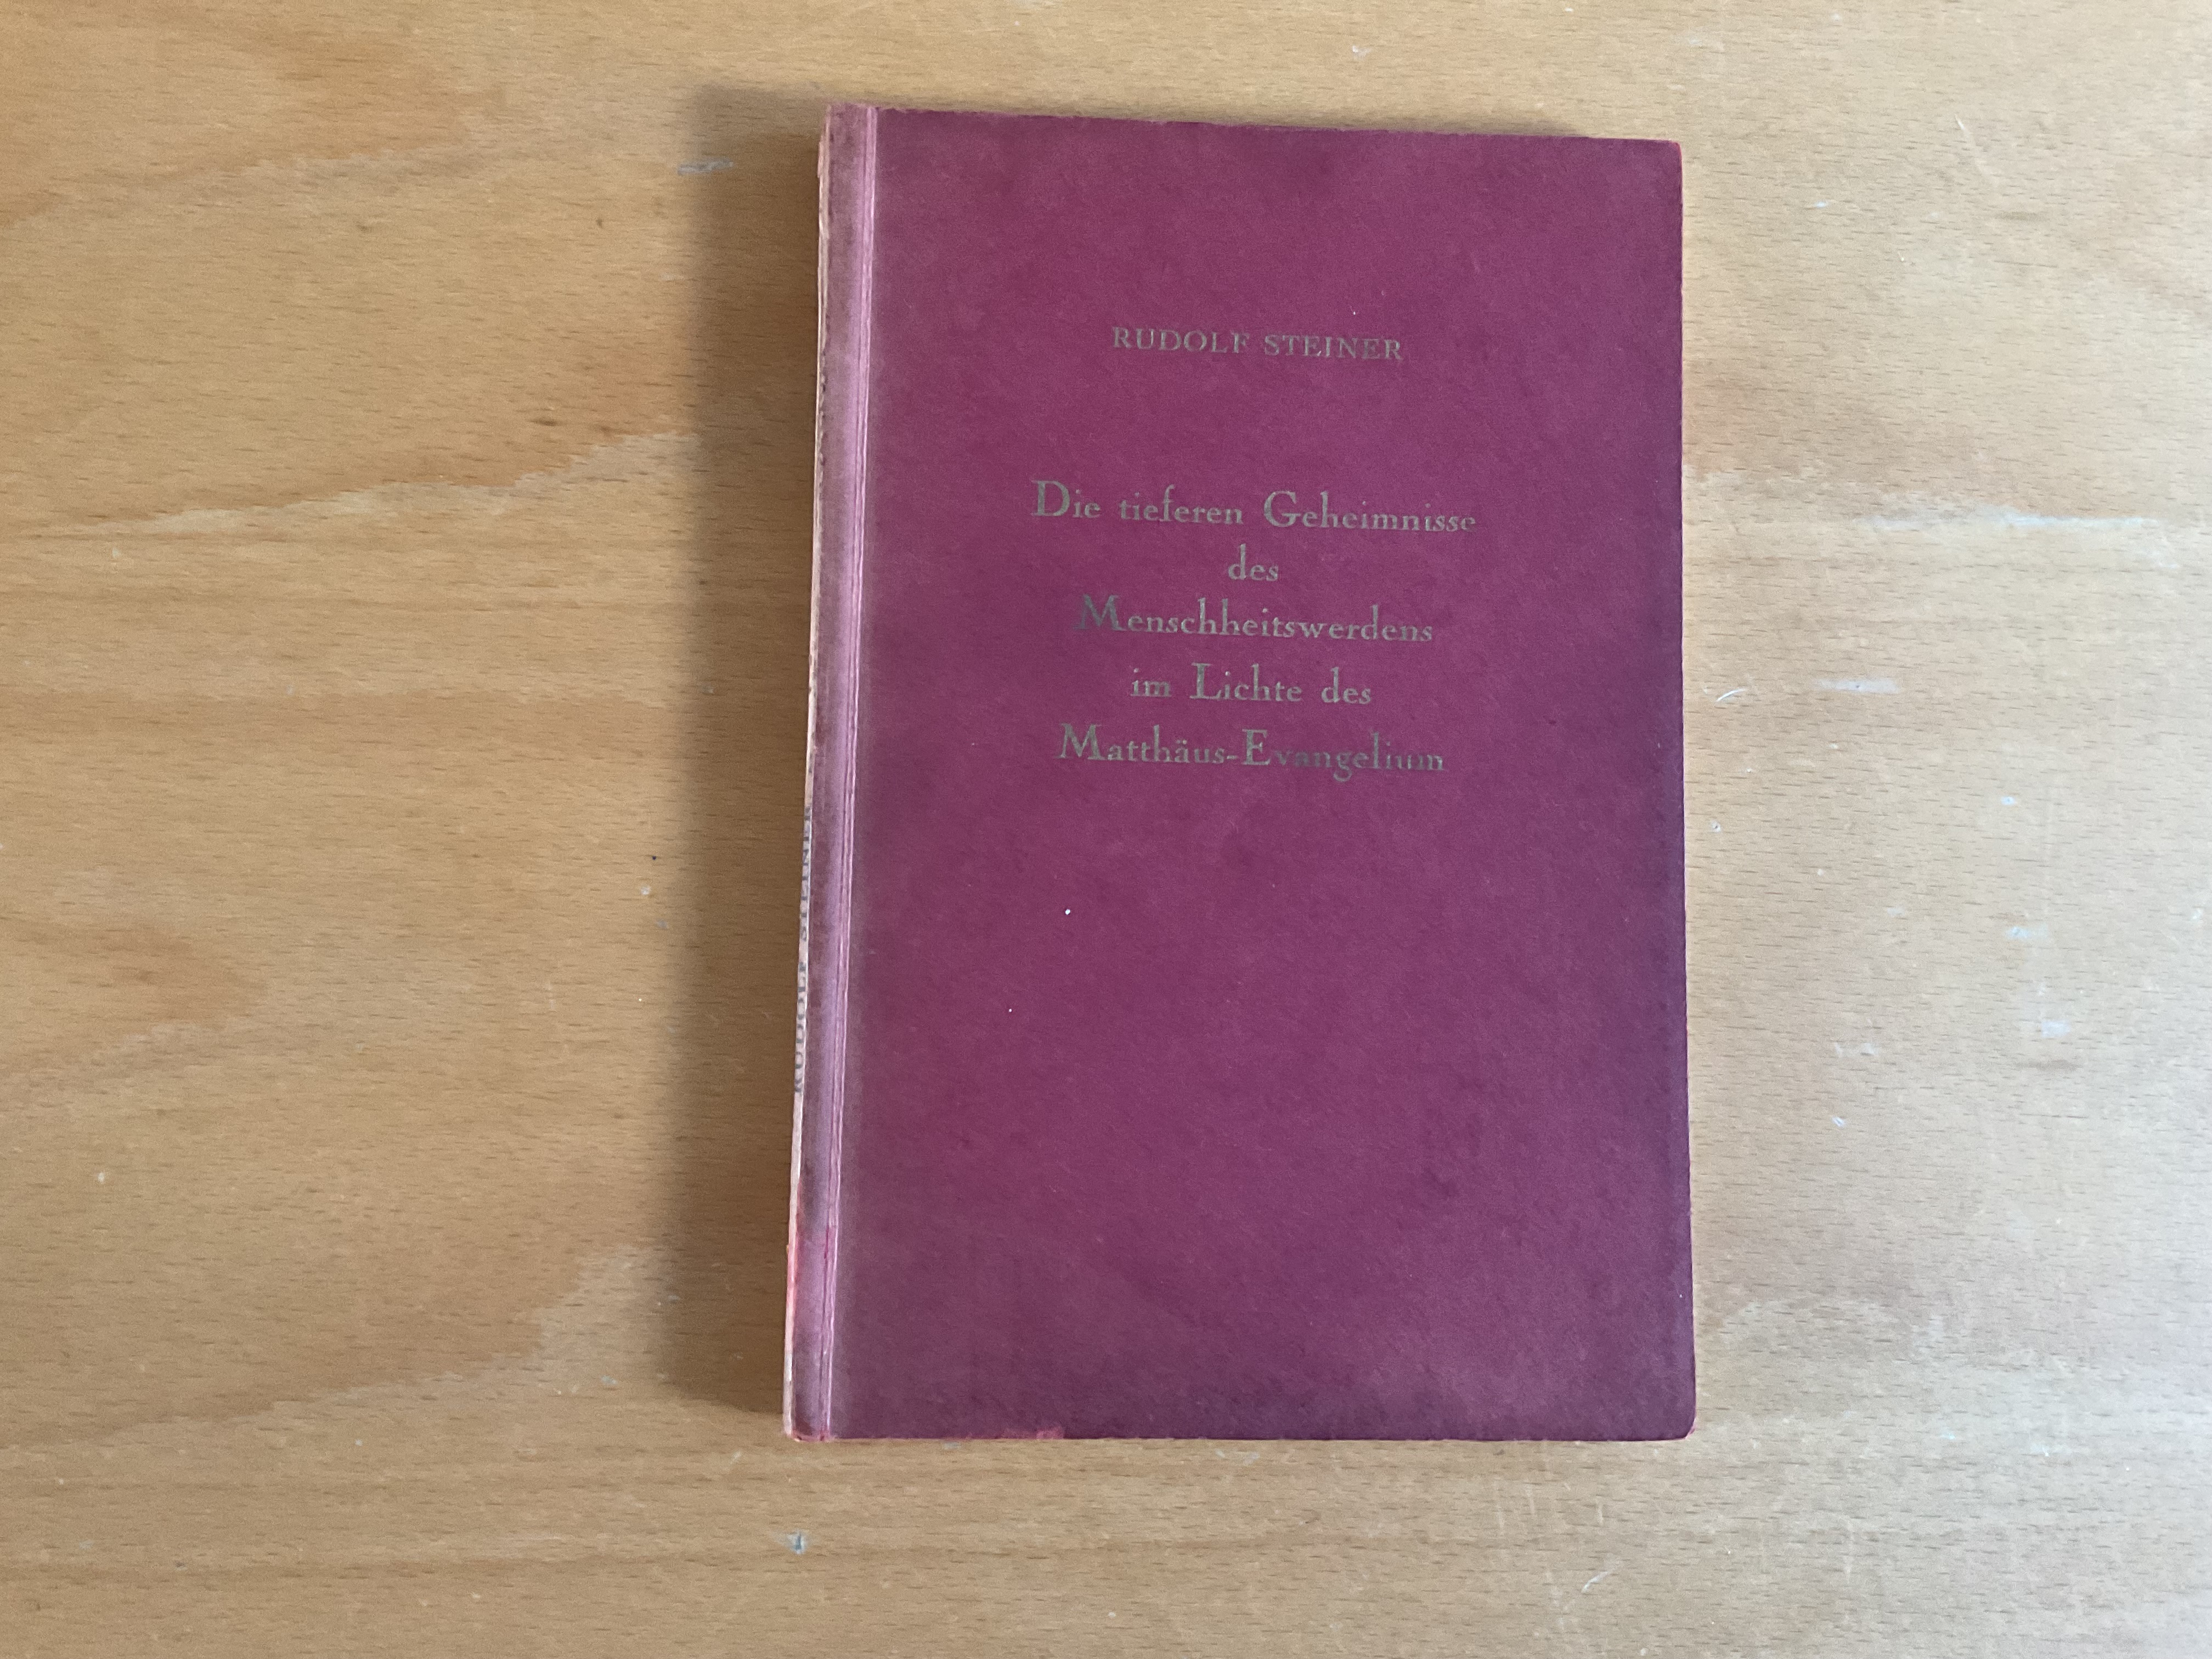 RUDOLF STEINER
Die tieferen Geheimnisse
des
Menschheitswerdens
im Lichte des
Matthäus-Evangelium
RUDOLF STEINER